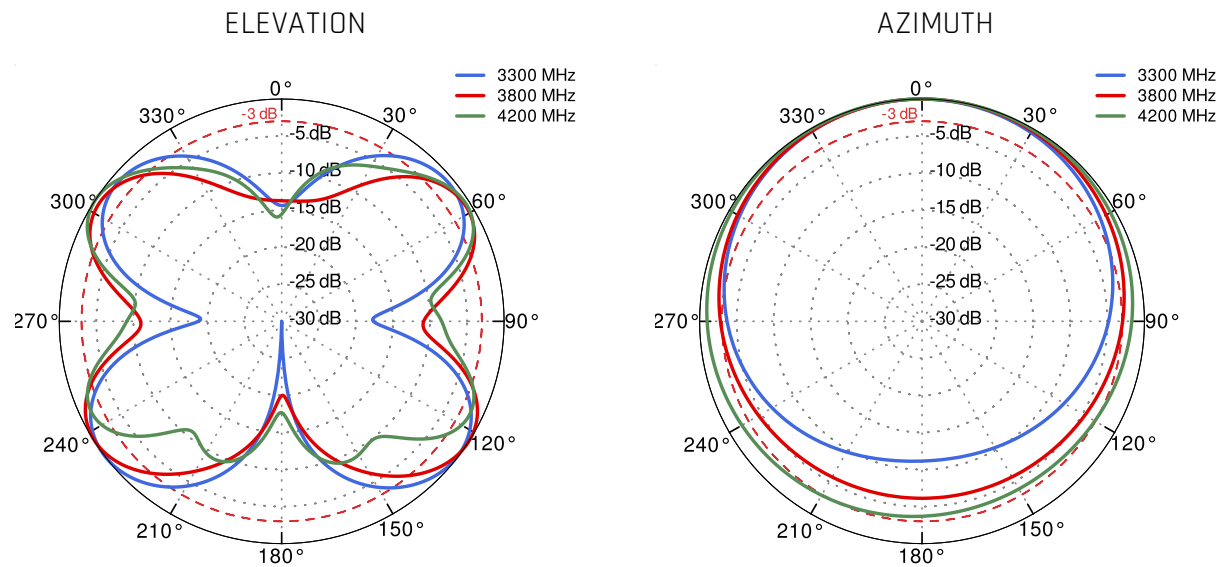 ELEVATION
3300 MHz
3800 MHz
4200 MHz
0°
30°
60°
90°
120°
150°
180°
210°
240°
270°
300°
330°
-3 dB
-5 dB
-10 dB
-15 dB
-20 dB
-25 dB
-30 dB
AZIMUTH
3300 MHz
3800 MHz
4200 MHz
0°
30°
60°
90°
120°
150°
180°
210°
240°
270°
300°
330°
-3 dB
-5 dB
-10 dB
-15 dB
-20 dB
-25 dB
-30 dB